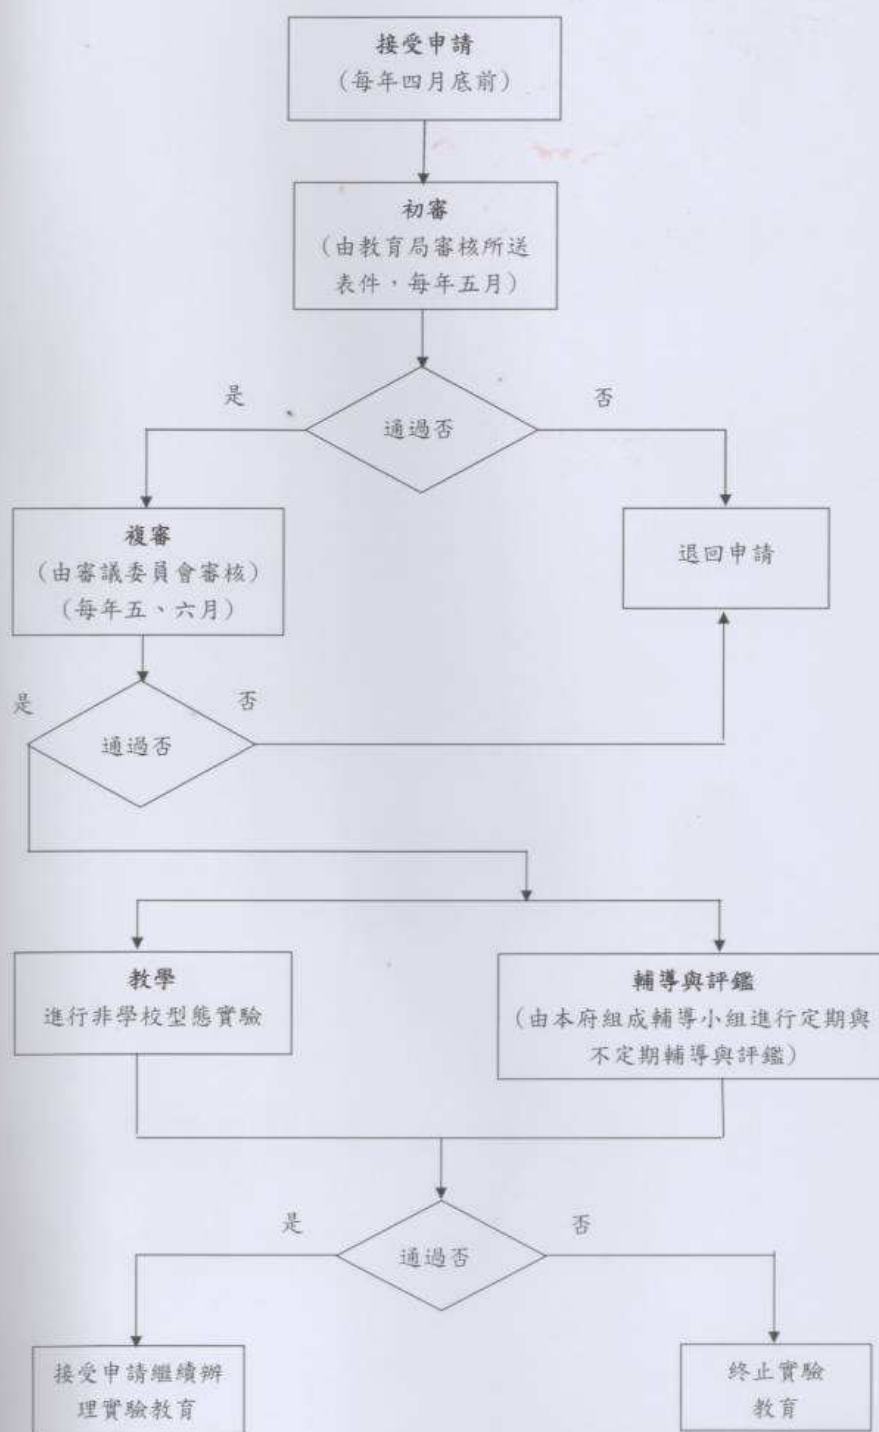 接受申請
（每年四月底前）
初審
（由教育局審核所送
表件，每年五月）
是
否
通過否
複審
（由審議委員會審核）
（每年五、六月）
退回申請
是
否
通過否
教學
進行非學校型態實驗
輔導與評鑑
（由本府組成輔導小組進行定期與
不定期輔導與評鑑）
是
否
通過否
接受申請繼續辦
理實驗教育
終止實驗
教育